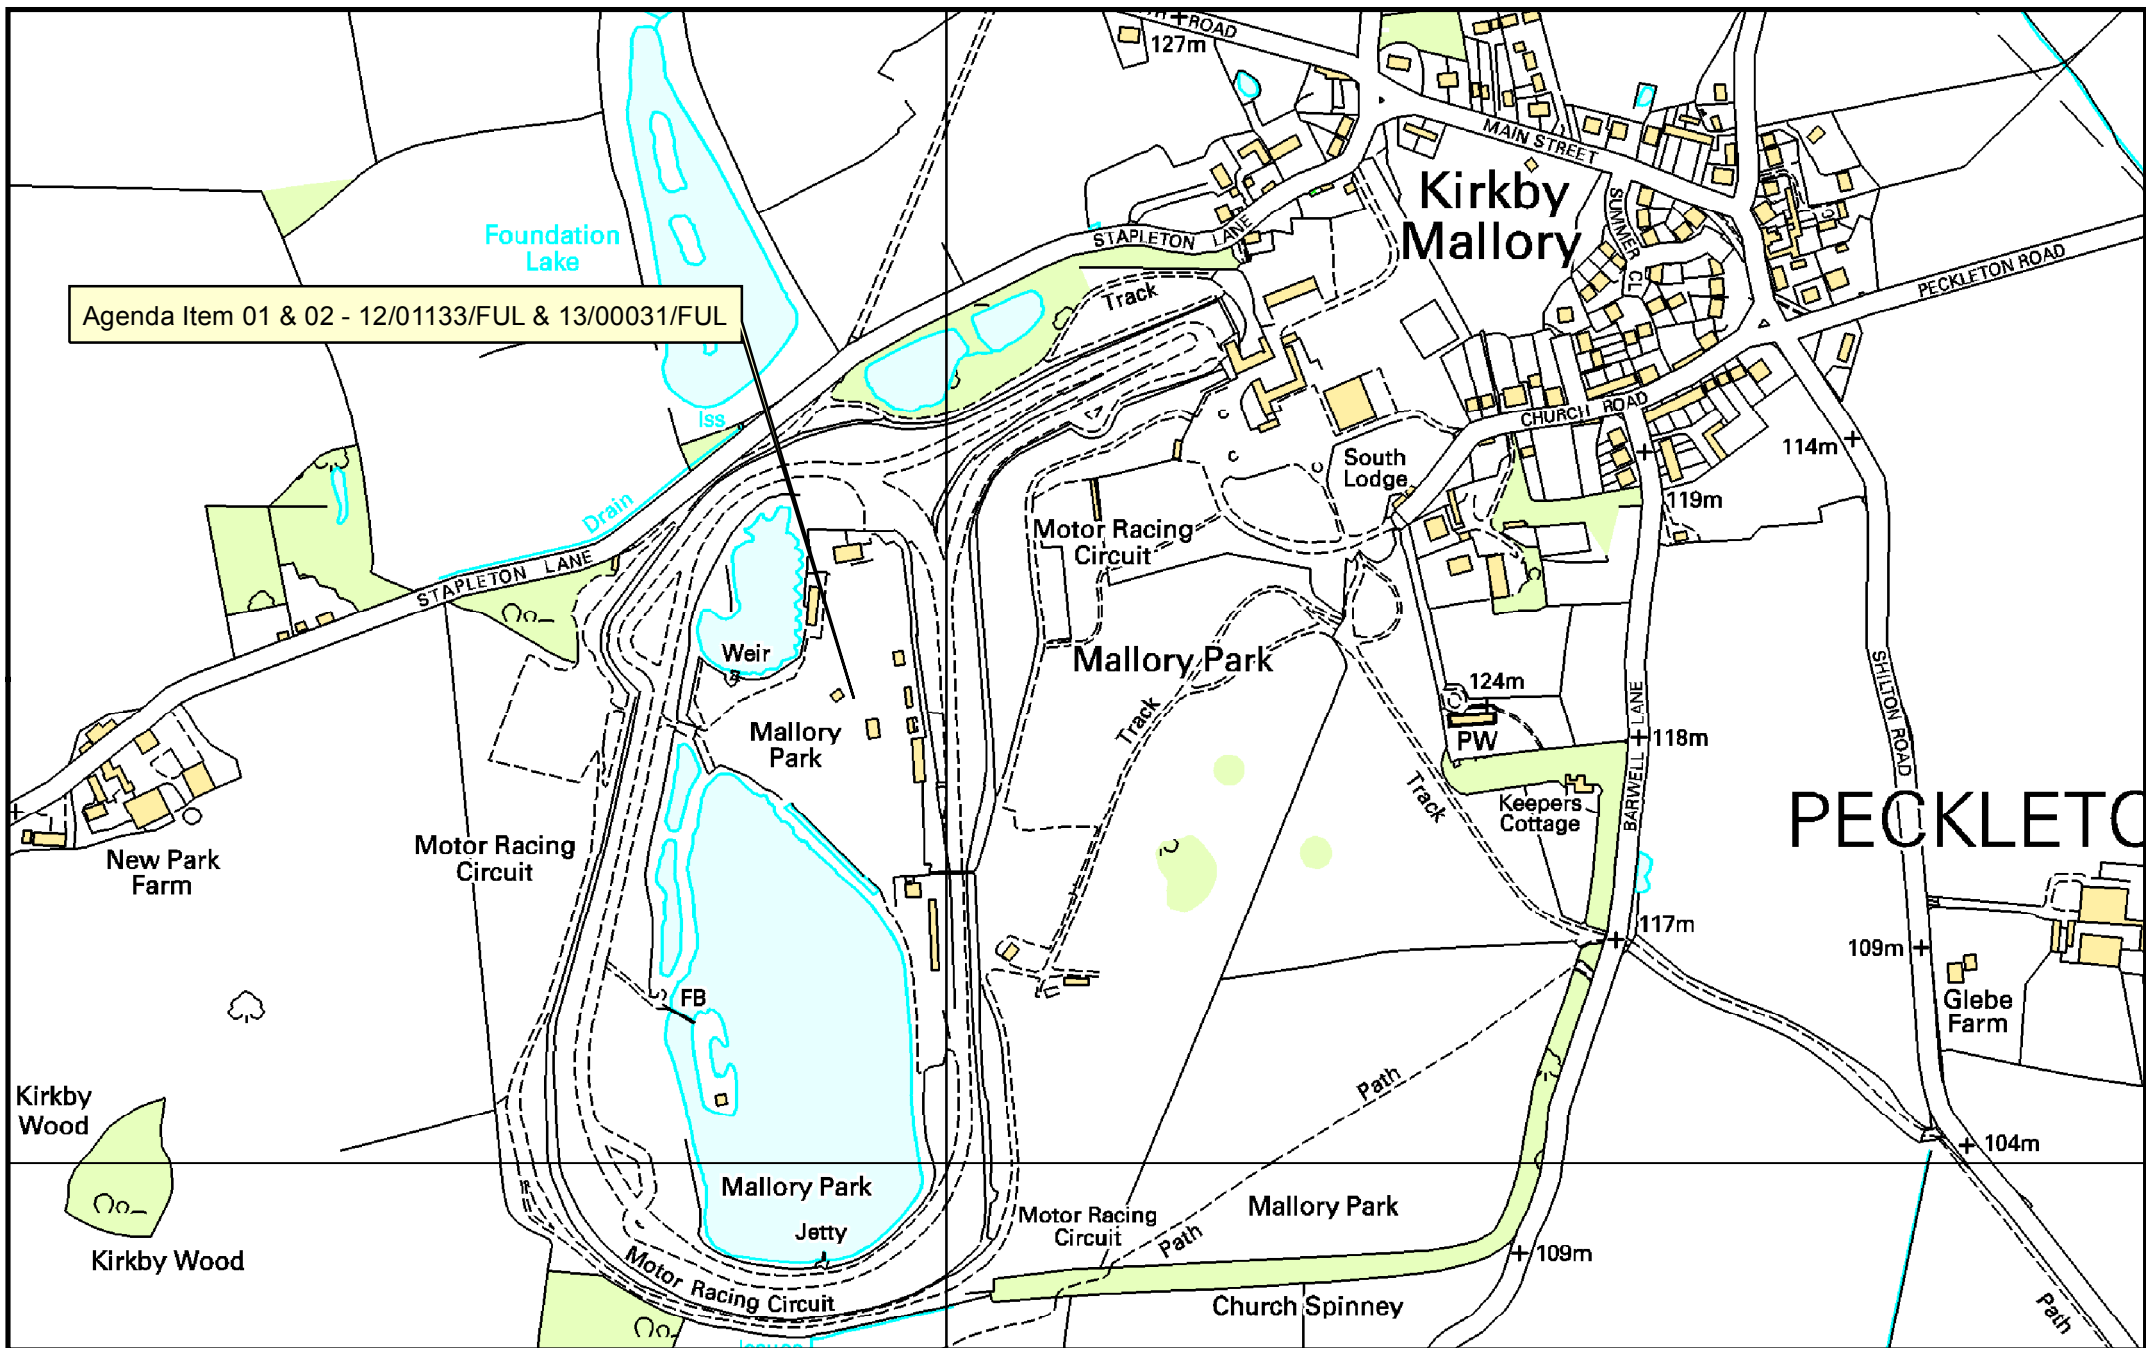 ROAD
127m
MAIN STREET
Kirkby
Mallory
SUMMER CL
STAPLETON LANE
PECKLETON ROAD
Foundation
Lake
Track
Agenda Item 01 & 02 - 12/01133/FUL & 13/00031/FUL
Iss
CHURCH ROAD
114m
South
Lodge
119m
Drain
Motor Racing
Circuit
STAPLETON LANE
Weir
Mallory Park
124m
SHILTON ROAD
BARWELL LANE
Track
PW
118m
Mallory
Park
Track
Keepers
Cottage
PECKLETO
New Park
Farm
Motor Racing
Circuit
117m
109m
FB
Glebe
Farm
Path
Kirkby
Wood
104m
Mallory Park
Mallory Park
Motor Racing
Circuit
Jetty
Path
109m
Kirkby Wood
Motor Racing Circuit
Church Spinney
Path